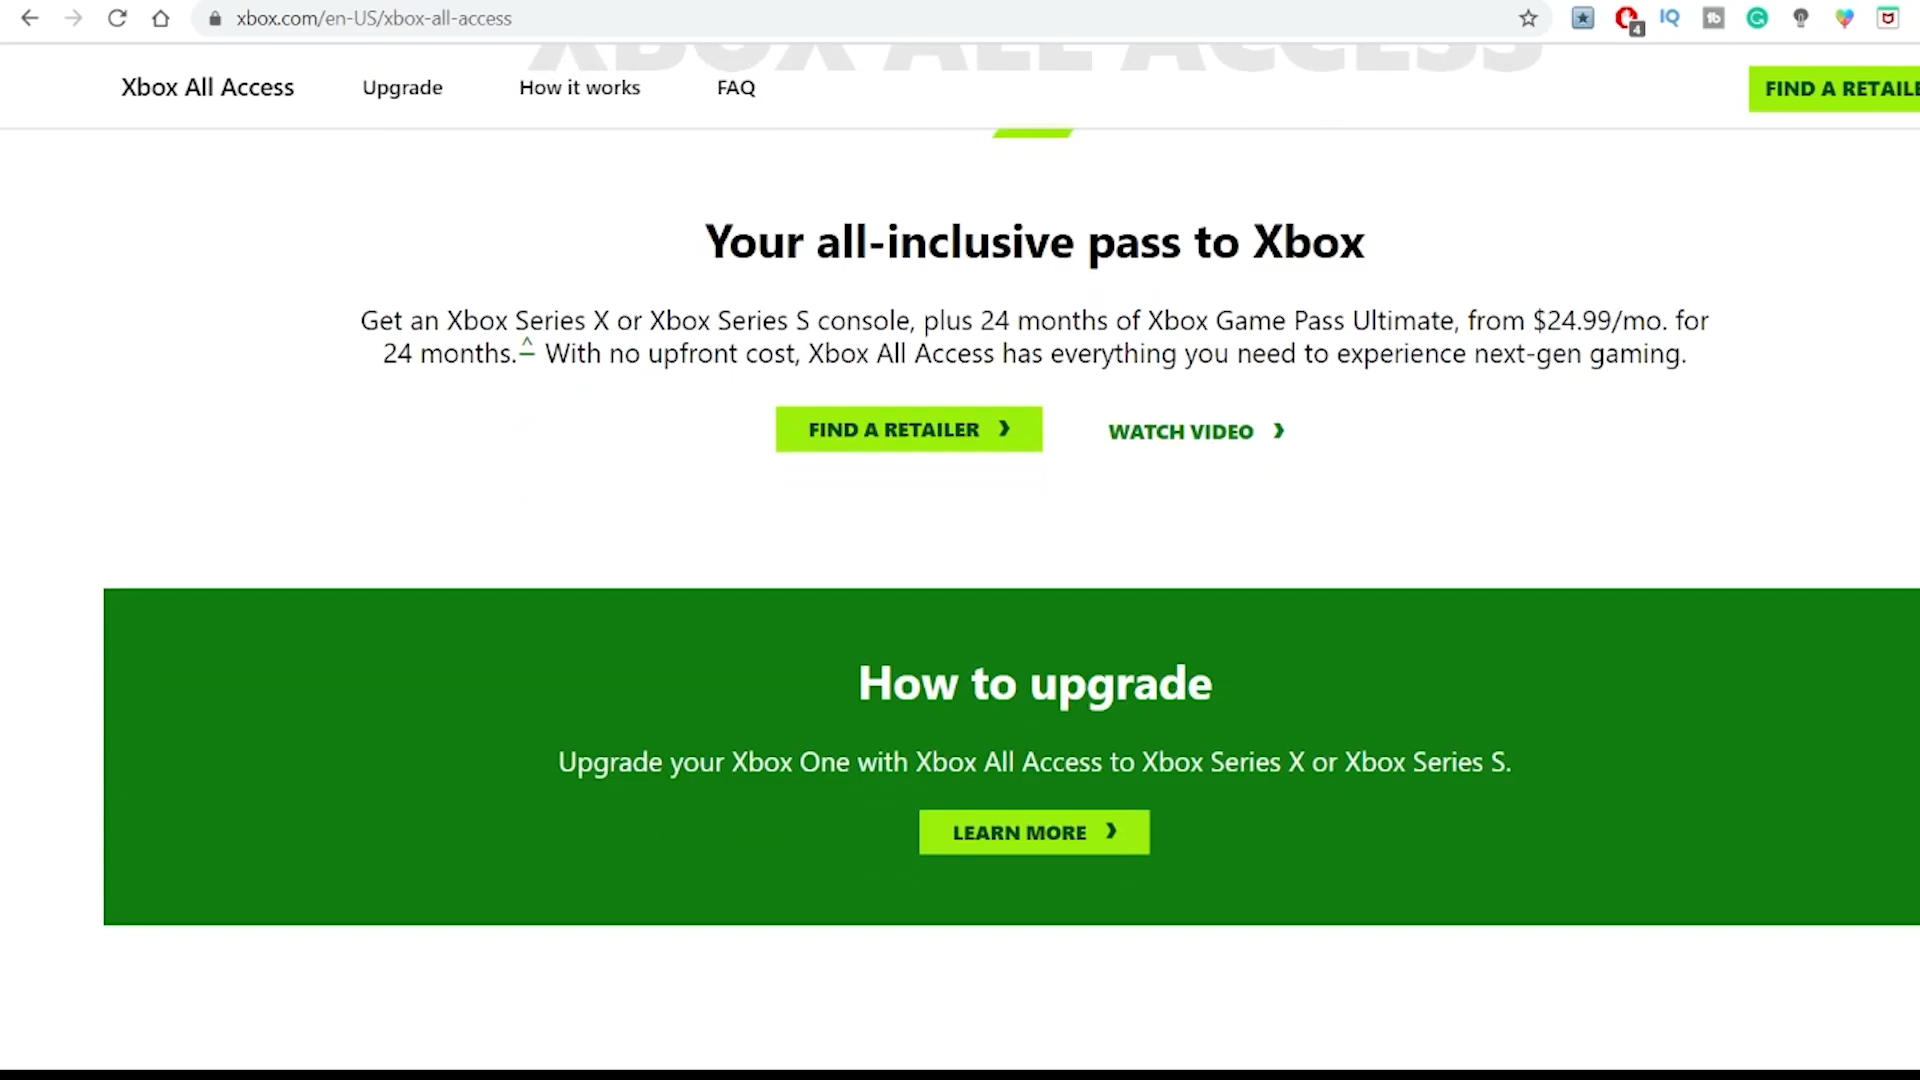 xbox.com/en-US/xbox-all-access
4
IQ
tb
XBOX ALL ACCESS
Xbox All Access
Upgrade
How it works
FAQ
FIND A RETAILE
Your all-inclusive pass to Xbox
Get an Xbox Series X or Xbox Series S console, plus 24 months of Xbox Game Pass Ultimate, from $24.99/mo. for
24 months.^ With no upfront cost, Xbox All Access has everything you need to experience next-gen gaming.
FIND A RETAILER
WATCH VIDEO
How to upgrade
Upgrade your Xbox One with Xbox All Access to Xbox Series X or Xbox Series S.
LEARN MORE